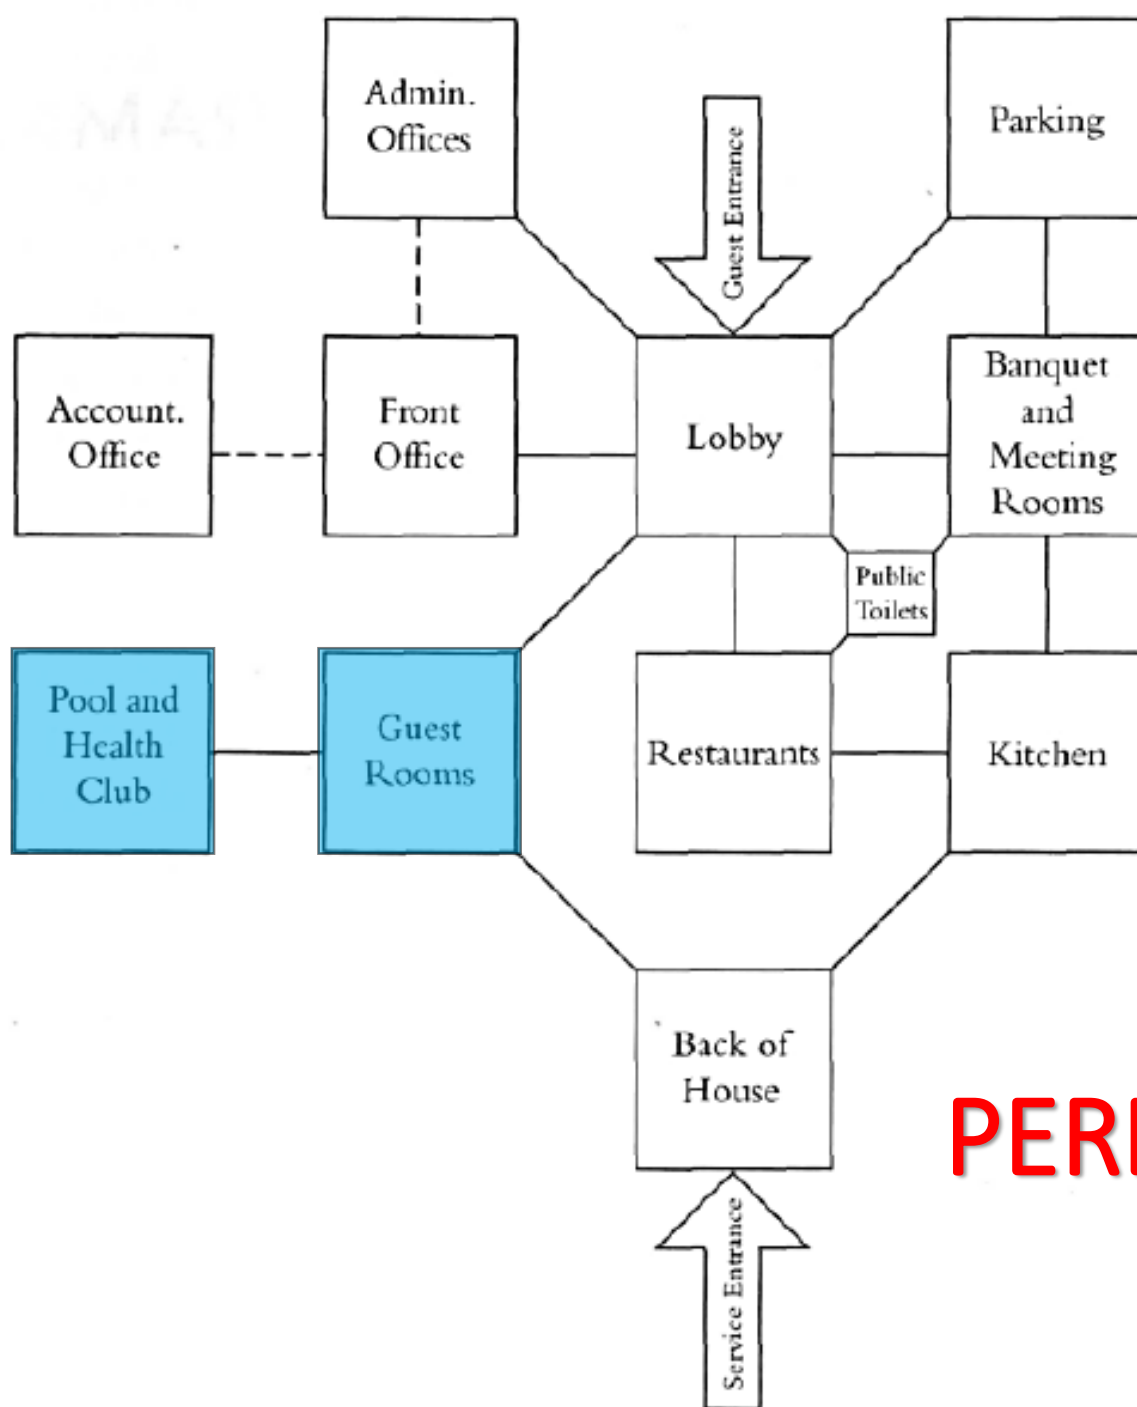 Admin.
Offices
Guest Entrance
Parking
Account.
Office
Front
Office
Lobby
Banquet
and
Meeting
Rooms
Public
Toilets
Pool and
Health
Club
Guest
Rooms
Restaurants
Kitchen
Back of
House
Service Entrance